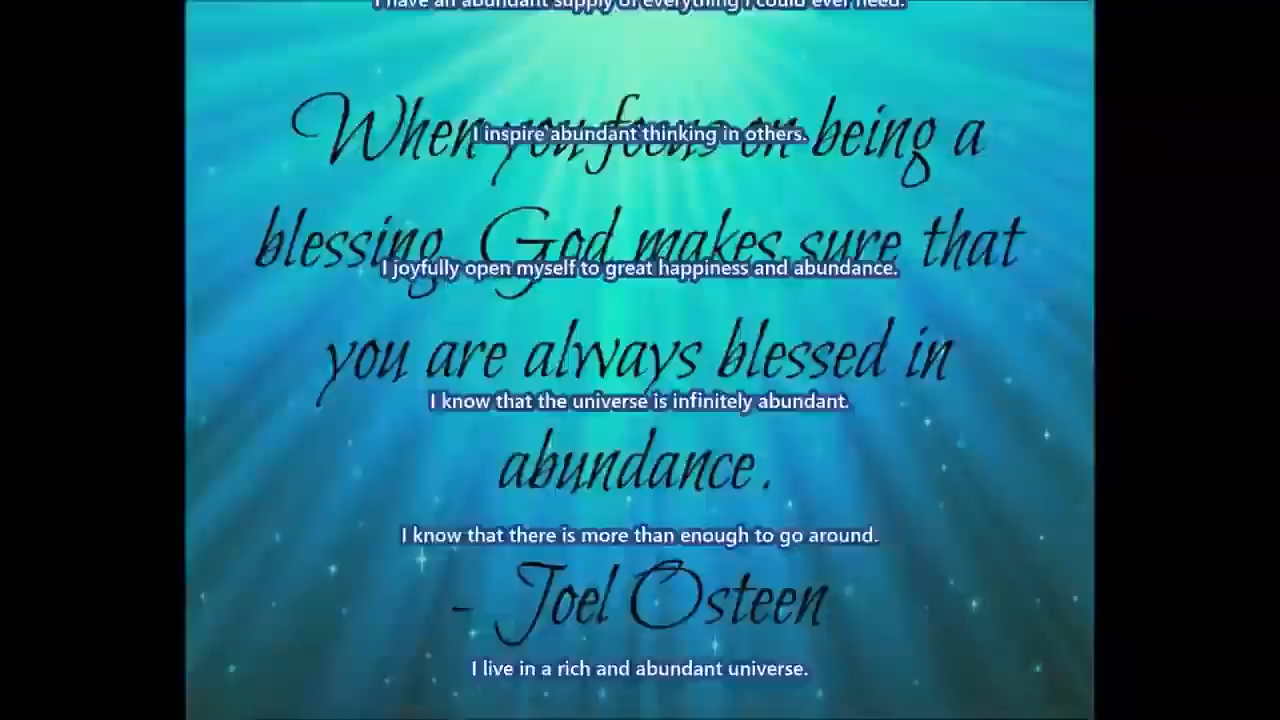 I have an abundant supply of everything I could ever need.
When you focus on being a
I inspire abundant thinking in others.
blessing, God makes sure that
I joyfully open myself to great happiness and abundance.
you are always blessed in
I know that the universe is infinitely abundant.
abundance.
I know that there is more than enough to go around.
- Joel Osteen
I live in a rich and abundant universe.